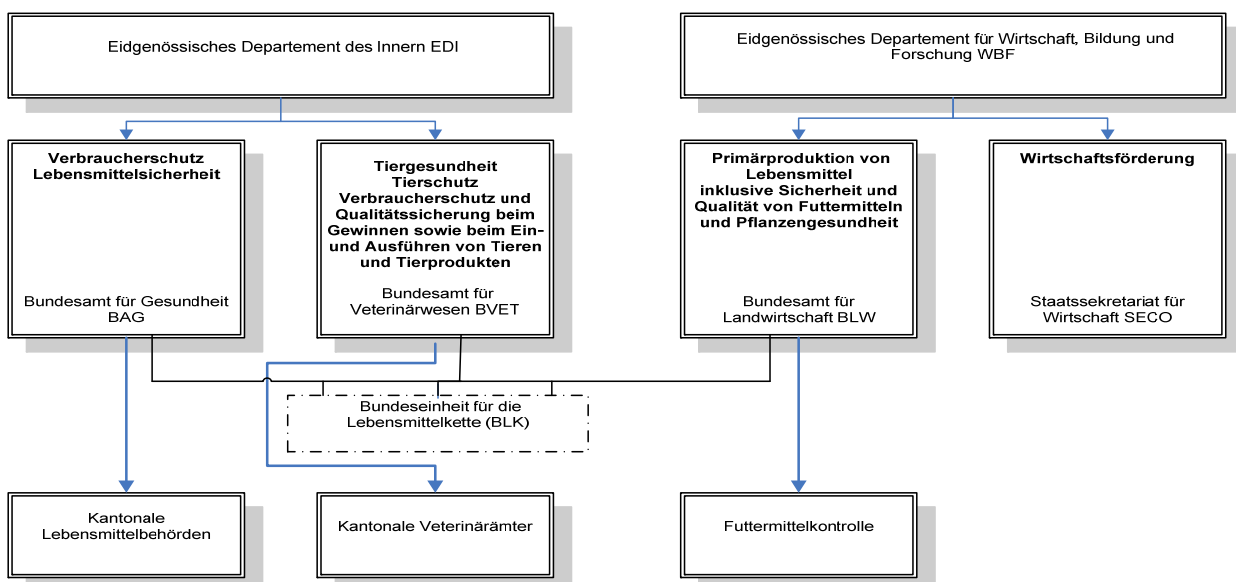 Eidgenössisches Departement des Innern EDI
Eidgenössisches Departement für Wirtschaft, Bildung und
Forschung WBF
Verbraucherschutz
Lebensmittelsicherheit
Bundesamt für Gesundheit
BAG
Tiergesundheit
Tierschutz
Verbraucherschutz und
Qualitätssicherung beim
Gewinnen sowie beim Ein-
und Ausführen von Tieren
und Tierprodukten
Bundesamt für
Veterinärwesen BVET
Primärproduktion von
Lebensmittel
inklusive Sicherheit und
Qualität von Futtermitteln
und Pflanzengesundheit
Bundesamt für
Landwirtschaft BLW
Wirtschaftsförderung
Staatssekretariat für
Wirtschaft SECO
Bundeseinheit für die
Lebensmittelkette (BLK)
Kantonale
Lebensmittelbehörden
Kantonale Veterinärämter
Futtermittelkontrolle